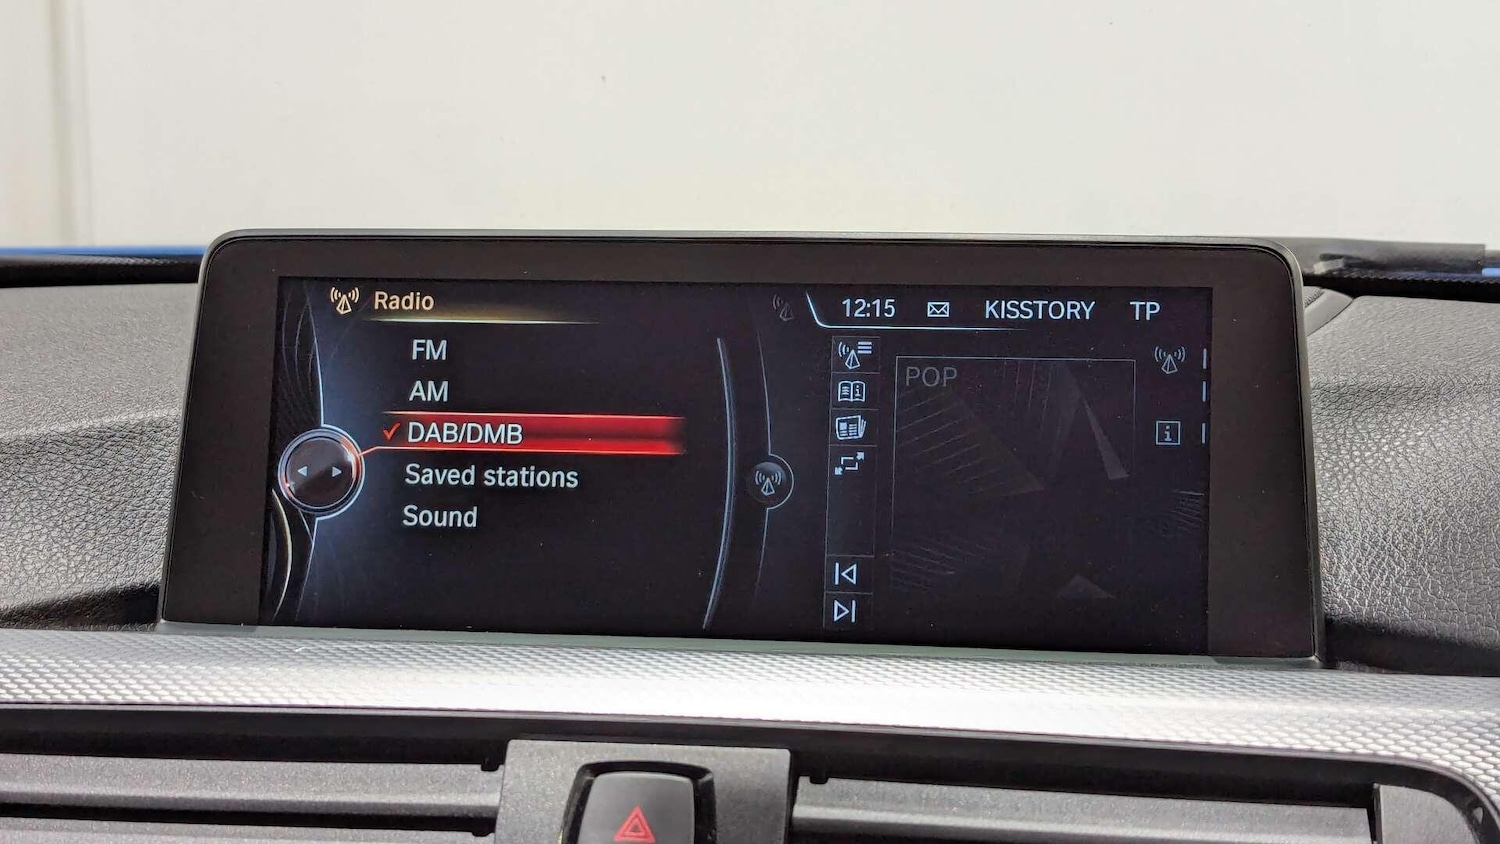 Radio
12:15 KISSTORY TP
FM
AM
DAB/DMB
Saved stations
Sound
POP